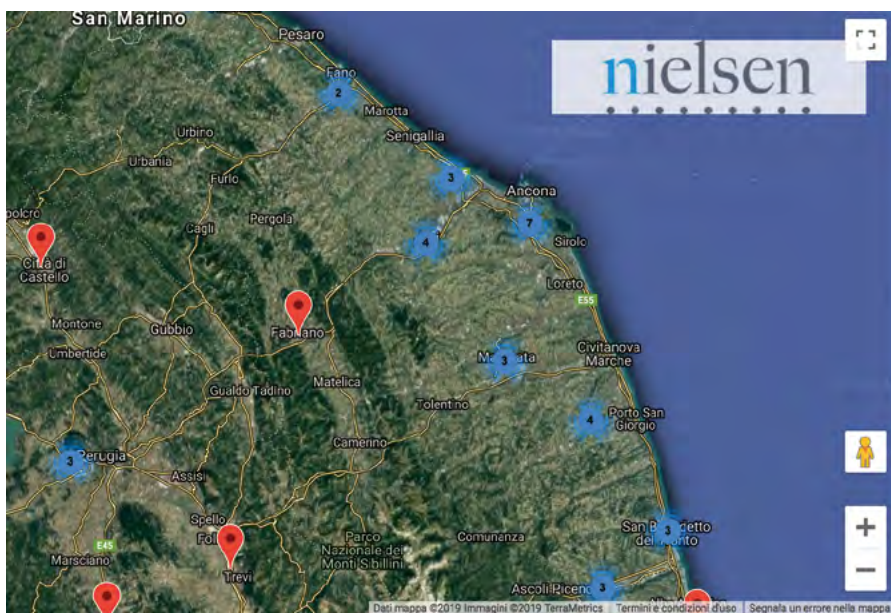 San Marino
Pesaro
nielsen
Fano
2
Marotta
Urbino
Senigallia
Urbania
Furlo
3
Ancona
polcro
Pergola
7
Cagli
4
Sirolo
Città di
Castello
Loreto
E55
Montone
Fabriano
Gubbio
Civitanova
Marche
Umbertide
3
Matelica
Gualdo Tadino
Tolentino
4
Porto San
Giorgio
Camerino
3
Perugia
Assisi
Spello
3
Parco
Nazionale dei
Monti Sibillini
Comunanza
E45
Marsciano
Trevi
3
Ascoli Piceno
Dati mappa ©2019 Immagini ©2019 TerraMetrics
Termini e condizioni d'uso
Segnala un errore nella mappa